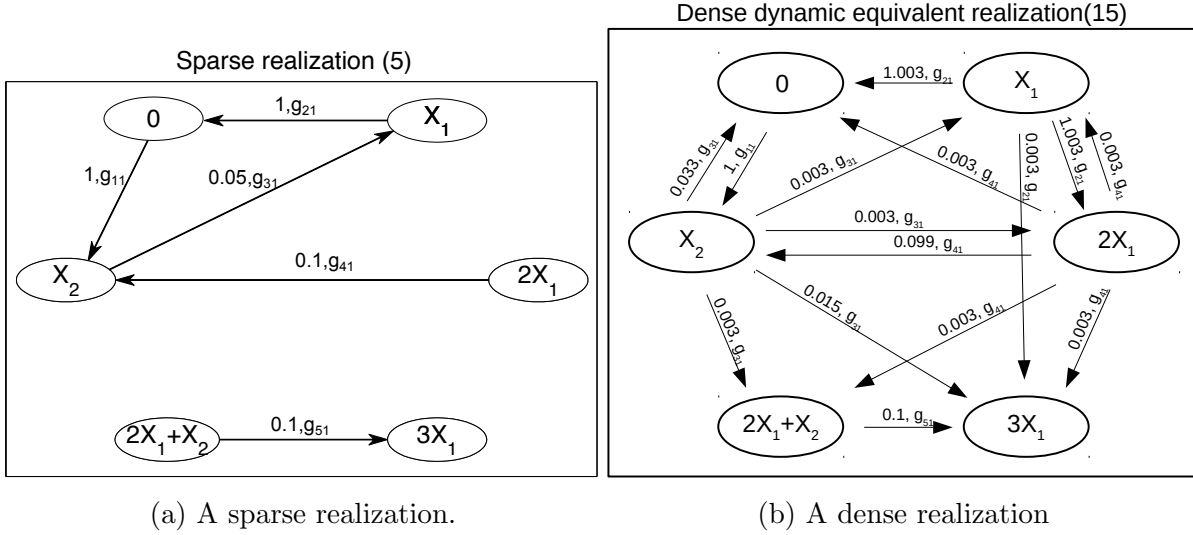 Sparse realization (5)
0
X₁
X₂
2X₁
2X₁+X₂
3X₁
1,g₂₁
1,g₁₁
0.05,g₃₁
0.1,g₄₁
0.1,g₅₁
(a) A sparse realization.
Dense dynamic equivalent realization(15)
0
X₁
X₂
2X₁
2X₁+X₂
3X₁
1.003, g₂₁
0.033, g₃₁
1, g₁₁
0.003, g₃₁
0.003, g₄₁
0.003, g₂₁
1.003, g₂₁
0.003, g₄₁
0.003, g₃₁
0.099, g₄₁
0.003, g₃₁
0.015, g₃₁
0.003, g₄₁
0.003, g₄₁
0.1, g₅₁
(b) A dense realization